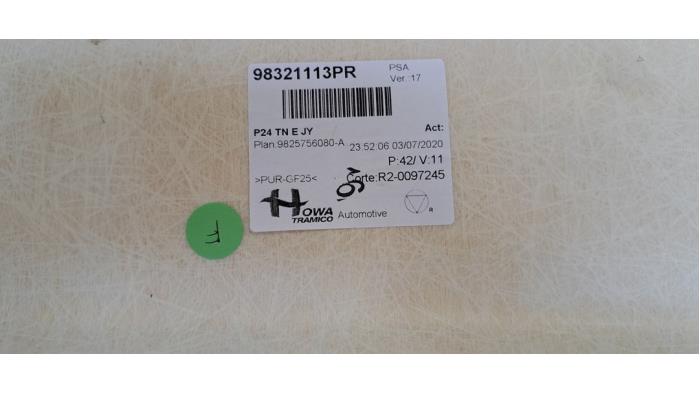 98321113PR
PSA
Ver.:17
P24 TN E JY
Act:
Plan:9825756080-A
23:52:06 03/07/2020
P:42/ V:11
>PUR-GF25<
Corte:R2-0097245
HOWA
TRAMICO
Automotive
R